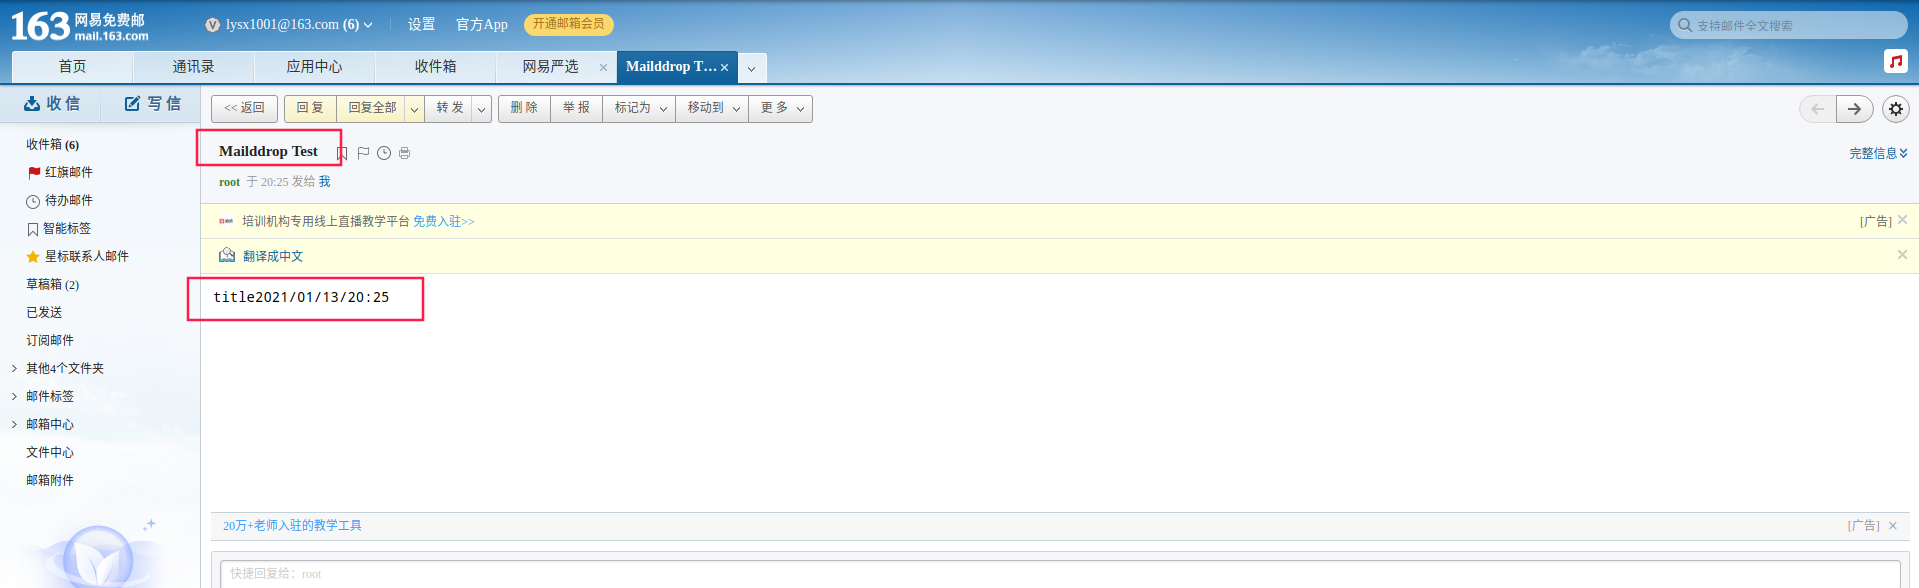 163 网易免费邮 mail.163.com
lysx1001@163.com (6) 设置 官方App 开通邮箱会员 支持邮件全文搜索
首页 通讯录 应用中心 收件箱 网易严选 × Mailddrop T... ×
收信 写信 << 返回 回复 回复全部 转发 删除 举报 标记为 移动到 更多
收件箱 (6)
红旗邮件
待办邮件
智能标签
星标联系人邮件
草稿箱 (2)
已发送
订阅邮件
其他4个文件夹
邮件标签
邮箱中心
文件中心
邮箱附件
Mailddrop Test 完整信息
root 于 20:25 发给 我
培训机构专用线上直播教学平台 免费入驻>> [广告] ×
翻译成中文 ×
title2021/01/13/20:25
20万+老师入驻的教学工具 [广告] ×
快捷回复给：root